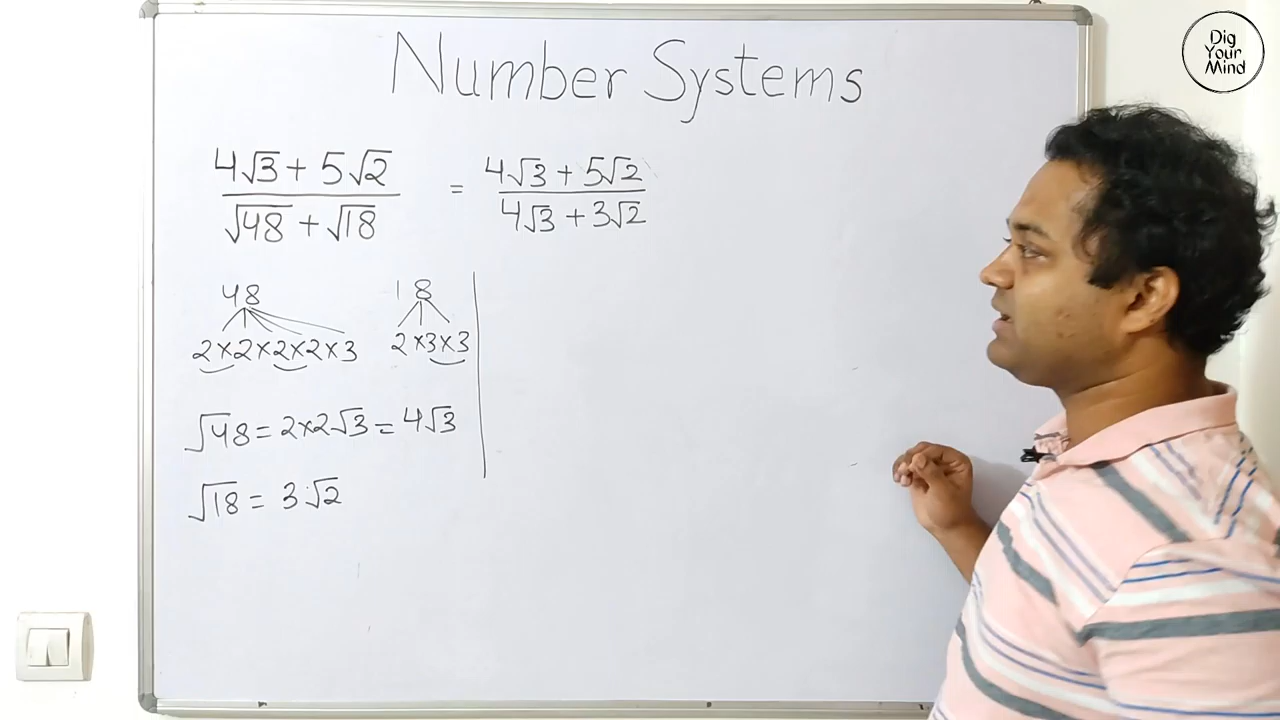 Dig
Your
Mind
Number Systems
4√3 + 5√2 / √48 + √18 = 4√3 + 5√2 / 4√3 + 3√2
48
2×2×2×2×3
18
2×3×3
√48 = 2×2√3 = 4√3
√18 = 3√2